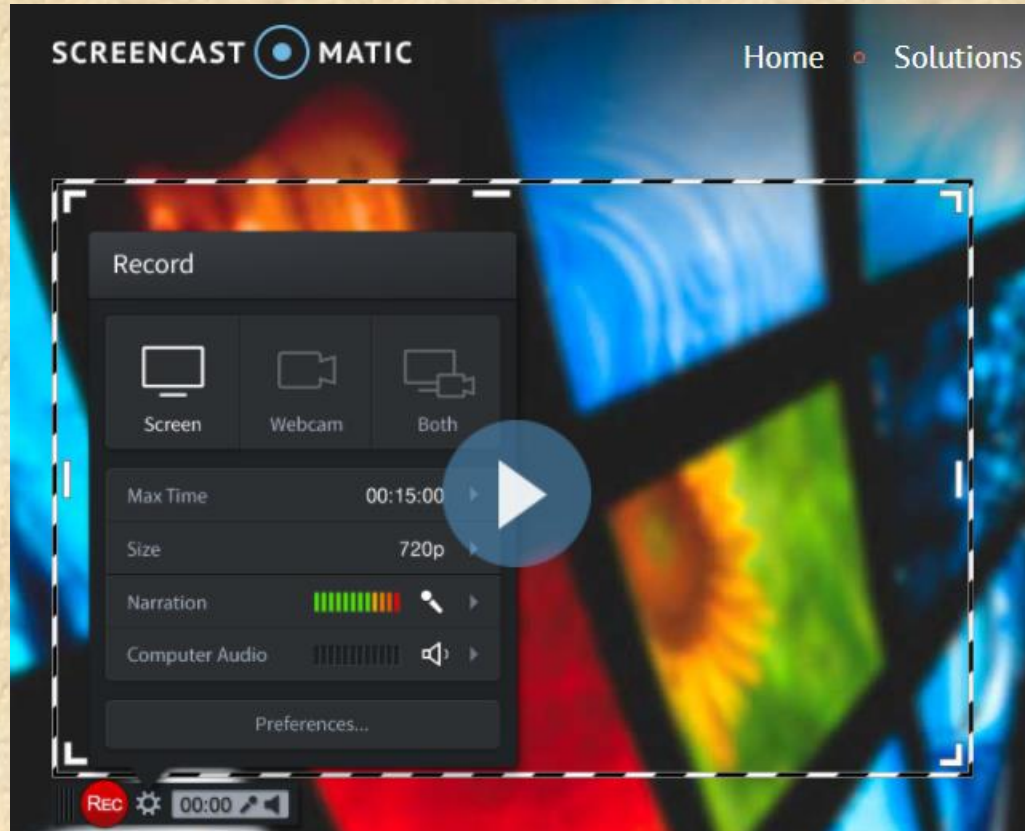 SCREENCAST MATIC
Home Solutions
Record
Screen Webcam Both
Max Time 00:15:00
Size 720p
Narration
Computer Audio
Preferences...
REC 00:00